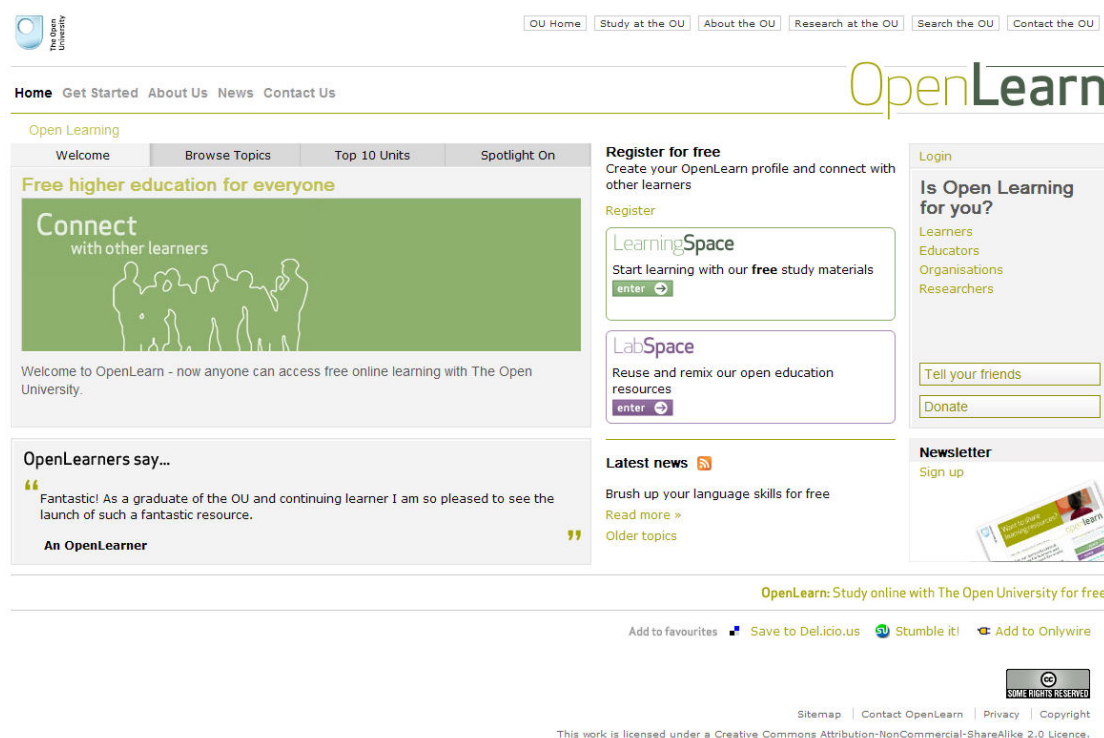 The Open
University
OU Home
Study at the OU
About the OU
Research at the OU
Search the OU
Contact the OU
Home Get Started About Us News Contact Us
OpenLearn
Open Learning
Welcome
Browse Topics
Top 10 Units
Spotlight On
Free higher education for everyone
Connect
with other learners
Welcome to OpenLearn - now anyone can access free online learning with The Open
University.
OpenLearners say...
“
Fantastic! As a graduate of the OU and continuing learner I am so pleased to see the
launch of such a fantastic resource.
”
An OpenLearner
Register for free
Create your OpenLearn profile and connect with
other learners
Register
LearningSpace
Start learning with our free study materials
enter
LabSpace
Reuse and remix our open education
resources
enter
Latest news
Brush up your language skills for free
Read more »
Older topics
Login
Is Open Learning
for you?
Learners
Educators
Organisations
Researchers
Tell your friends
Donate
Newsletter
Sign up
Want to share
learning resources?
OpenLearn: Study online with The Open University for free
Add to favourites
Save to Del.icio.us
Stumble it!
Add to Onlywire
cc
SOME RIGHTS RESERVED
Sitemap | Contact OpenLearn | Privacy | Copyright
This work is licensed under a Creative Commons Attribution-NonCommercial-ShareAlike 2.0 Licence.